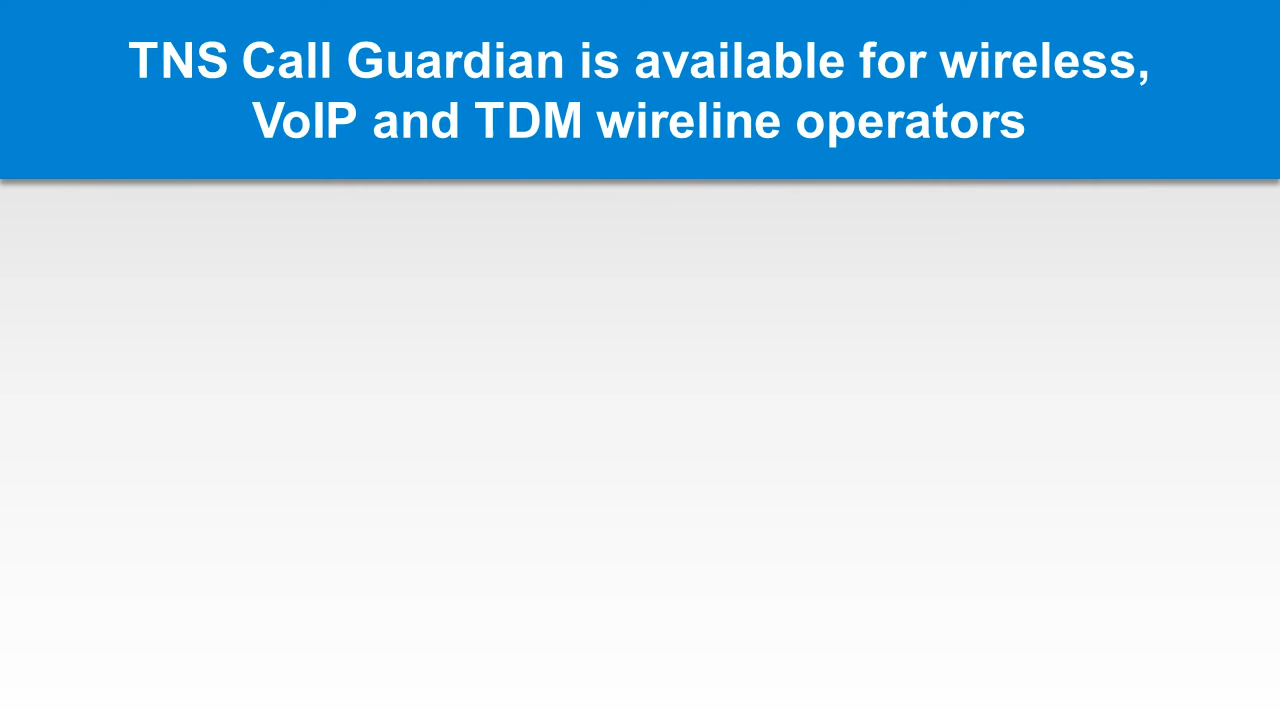 TNS Call Guardian is available for wireless,
VoIP and TDM wireline operators